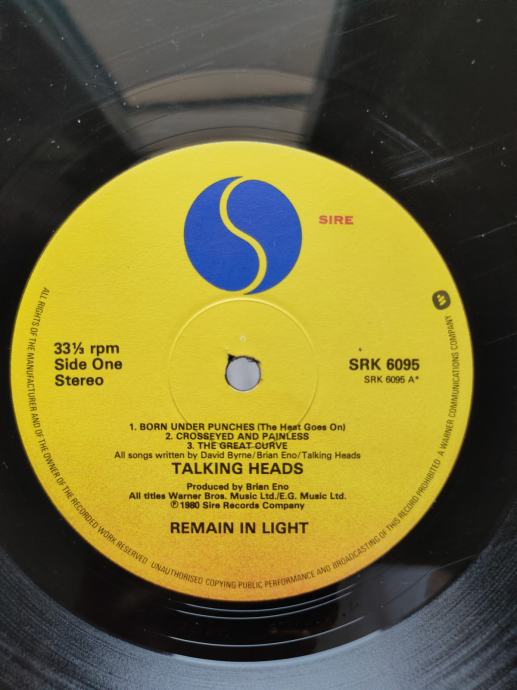 SIRE
33⅓ rpm
Side One
Stereo
SRK 6095
SRK 6095 A*
1. BORN UNDER PUNCHES (The Heat Goes On)
2. CROSSEYED AND PAINLESS
3. THE GREAT CURVE
All songs written by David Byrne/Brian Eno/Talking Heads
TALKING HEADS
Produced by Brian Eno
All titles Warner Bros. Music Ltd./E.G. Music Ltd.
Ⓟ1980 Sire Records Company
REMAIN IN LIGHT
ALL RIGHTS OF THE MANUFACTURER AND OF THE OWNER OF THE RECORDED WORK RESERVED UNAUTHORISED COPYING PUBLIC PERFORMANCE AND BROADCASTING OF THIS RECORD PROHIBITED A WARNER COMMUNICATIONS COMPANY